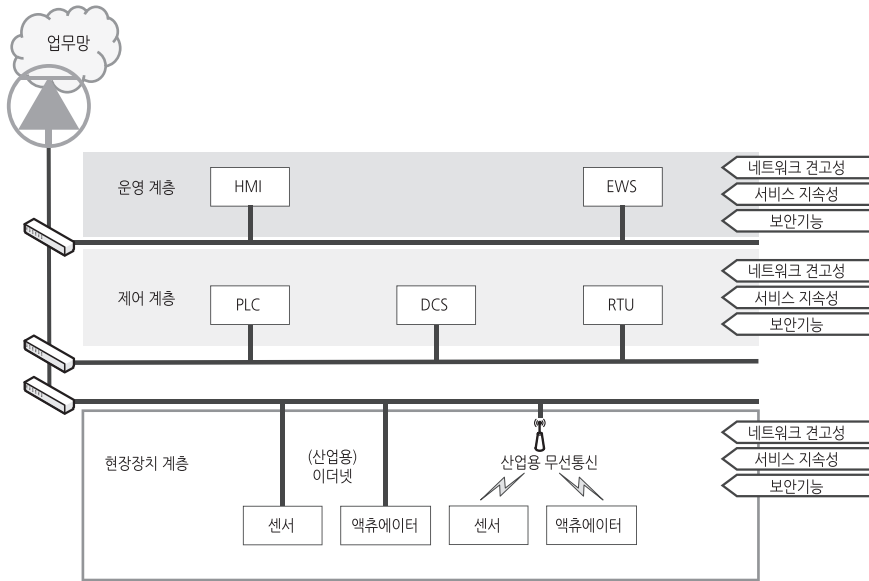 업무망
운영 계층
HMI
EWS
네트워크 견고성
서비스 지속성
보안기능
제어 계층
PLC
DCS
RTU
네트워크 견고성
서비스 지속성
보안기능
현장장치 계층
(산업용)
이더넷
산업용 무선통신
센서
액츄에이터
센서
액츄에이터
네트워크 견고성
서비스 지속성
보안기능